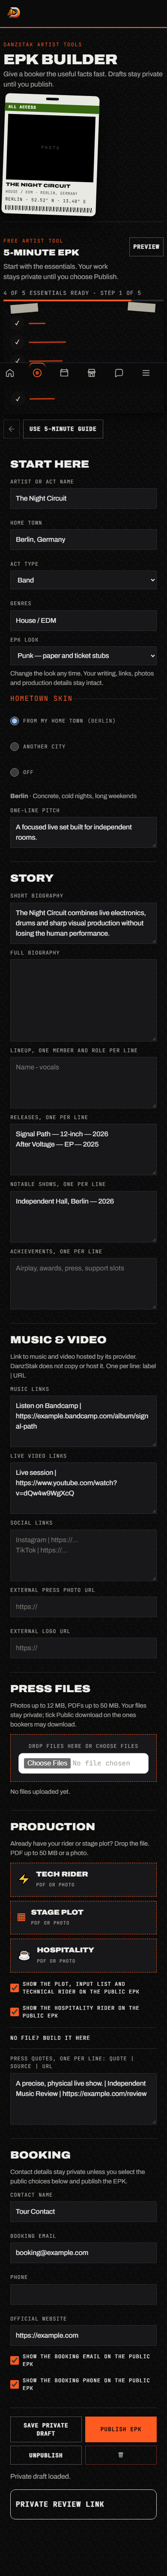 DANZSTAK ARTIST TOOLS
EPK BUILDER
Give a booker the useful facts fast. Drafts stay private
until you publish.
ALL ACCESS
PHOTO
THE NIGHT CIRCUIT
HOUSE / EDM · BERLIN, GERMANY
BERLIN · 52.52° N · 13.40° E
FREE ARTIST TOOL
5-MINUTE EPK
Start with the essentials. Your work
stays private until you choose Publish.
PREVIEW
4 OF 5 ESSENTIALS READY · STEP 1 OF 5
USE 5-MINUTE GUIDE
START HERE
ARTIST OR ACT NAME
The Night Circuit
HOME TOWN
Berlin, Germany
ACT TYPE
Band
GENRES
House / EDM
EPK LOOK
Punk — paper and ticket stubs
Change the look any time. Your writing, links, photos
and production details stay intact.
HOMETOWN SKIN
FROM MY HOME TOWN (BERLIN)
ANOTHER CITY
OFF
Berlin · Concrete, cold nights, long weekends
ONE-LINE PITCH
A focused live set built for independent
rooms.
STORY
SHORT BIOGRAPHY
The Night Circuit combines live electronics,
drums and sharp visual production without
losing the human performance.
FULL BIOGRAPHY
LINEUP, ONE MEMBER AND ROLE PER LINE
Name - vocals
RELEASES, ONE PER LINE
Signal Path — 12-inch — 2026
After Voltage — EP — 2025
NOTABLE SHOWS, ONE PER LINE
Independent Hall, Berlin — 2026
ACHIEVEMENTS, ONE PER LINE
Airplay, awards, press, support slots
MUSIC & VIDEO
Link to music and video hosted by its provider.
DanzStak does not copy or host it. One per line: label
| URL
MUSIC LINKS
Listen on Bandcamp |
https://example.bandcamp.com/album/sign
al-path
LIVE VIDEO LINKS
Live session |
https://www.youtube.com/watch?
v=dQw4w9WgXcQ
SOCIAL LINKS
Instagram | https://...
TikTok | https://...
EXTERNAL PRESS PHOTO URL
https://
EXTERNAL LOGO URL
https://
PRESS FILES
Photos up to 12 MB, PDFs up to 50 MB. Your files
stay private; tick Public download on the ones
bookers may download.
DROP FILES HERE OR CHOOSE FILES
Choose Files No file chosen
No files uploaded yet.
PRODUCTION
Already have your rider or stage plot? Drop the file.
PDF up to 50 MB or a photo.
TECH RIDER
PDF OR PHOTO
STAGE PLOT
PDF OR PHOTO
HOSPITALITY
PDF OR PHOTO
SHOW THE PLOT, INPUT LIST AND
TECHNICAL RIDER ON THE PUBLIC EPK
SHOW THE HOSPITALITY RIDER ON THE
PUBLIC EPK
NO FILE? BUILD IT HERE
PRESS QUOTES, ONE PER LINE: QUOTE |
SOURCE | URL
A precise, physical live show. | Independent
Music Review | https://example.com/review
BOOKING
Contact details stay private unless you select the
public choices below and publish the EPK.
CONTACT NAME
Tour Contact
BOOKING EMAIL
booking@example.com
PHONE
OFFICIAL WEBSITE
https://example.com
SHOW THE BOOKING EMAIL ON THE PUBLIC
EPK
SHOW THE BOOKING PHONE ON THE PUBLIC
EPK
SAVE PRIVATE
DRAFT
PUBLISH EPK
UNPUBLISH
Private draft loaded.
PRIVATE REVIEW LINK